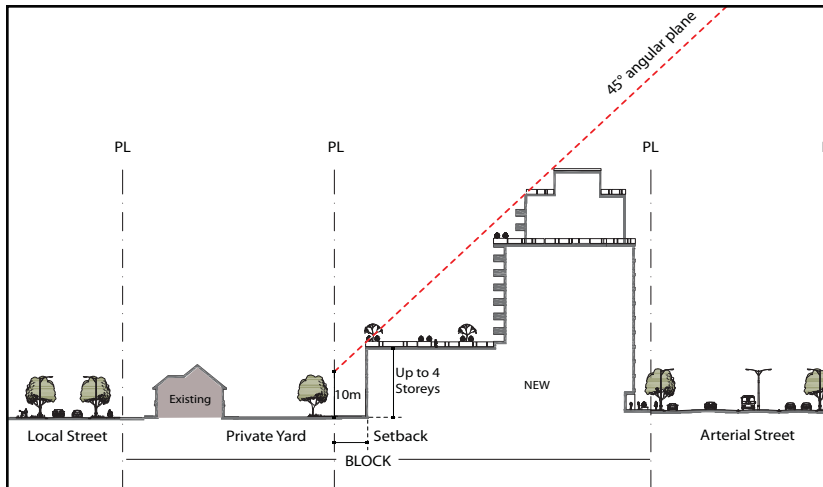 45° angular plane
PL
PL
PL
Existing
10m
Up to 4
Storeys
NEW
Local Street
Private Yard
Setback
Arterial Street
BLOCK